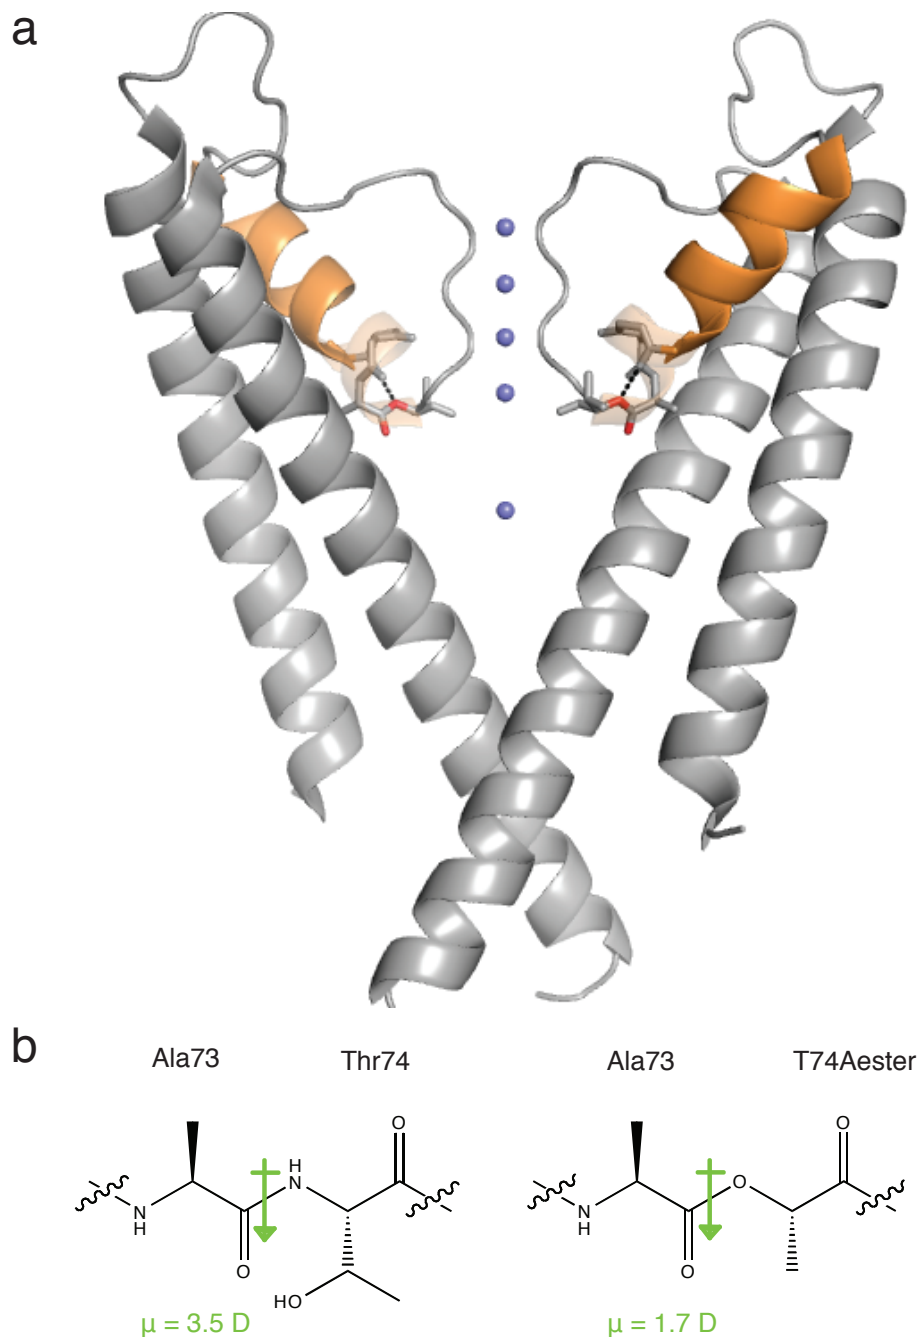 a
b
Ala73 Thr74 Ala73 T74Aester
O O
H
N O
N
H
N
H
O O
HO
μ = 3.5 D μ = 1.7 D